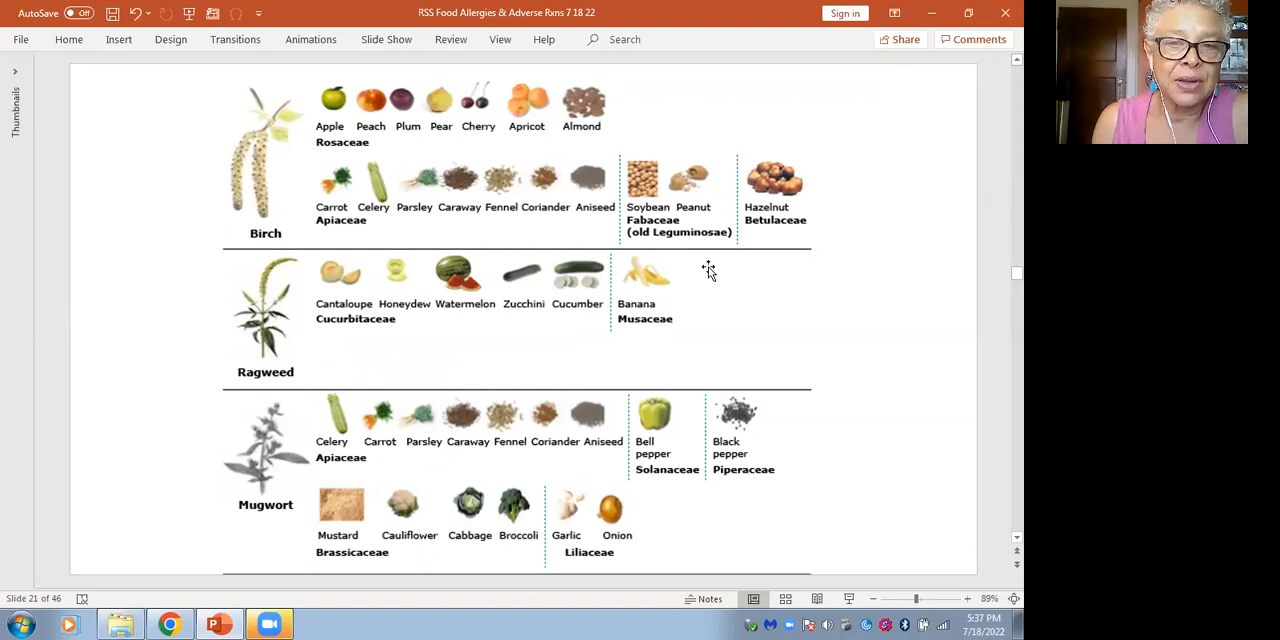 AutoSave Off
RSS Food Allergies & Adverse Rxns 7 18 22
Sign in
File Home Insert Design Transitions Animations Slide Show Review View Help Search Share Comments
Thumbnails
Apple Peach Plum Pear Cherry Apricot Almond
Rosaceae
Carrot Celery Parsley Caraway Fennel Coriander Aniseed Soybean Peanut Hazelnut
Apiaceae Fabaceae Betulaceae
(old Leguminosae)
Birch
Cantaloupe Honeydew Watermelon Zucchini Cucumber Banana
Cucurbitaceae Musaceae
Ragweed
Celery Carrot Parsley Caraway Fennel Coriander Aniseed Bell pepper Black pepper
Apiaceae Solanaceae Piperaceae
Mugwort
Mustard Cauliflower Cabbage Broccoli Garlic Onion
Brassicaceae Liliaceae
Slide 21 of 46 Notes 89%
5:37 PM
7/18/2022